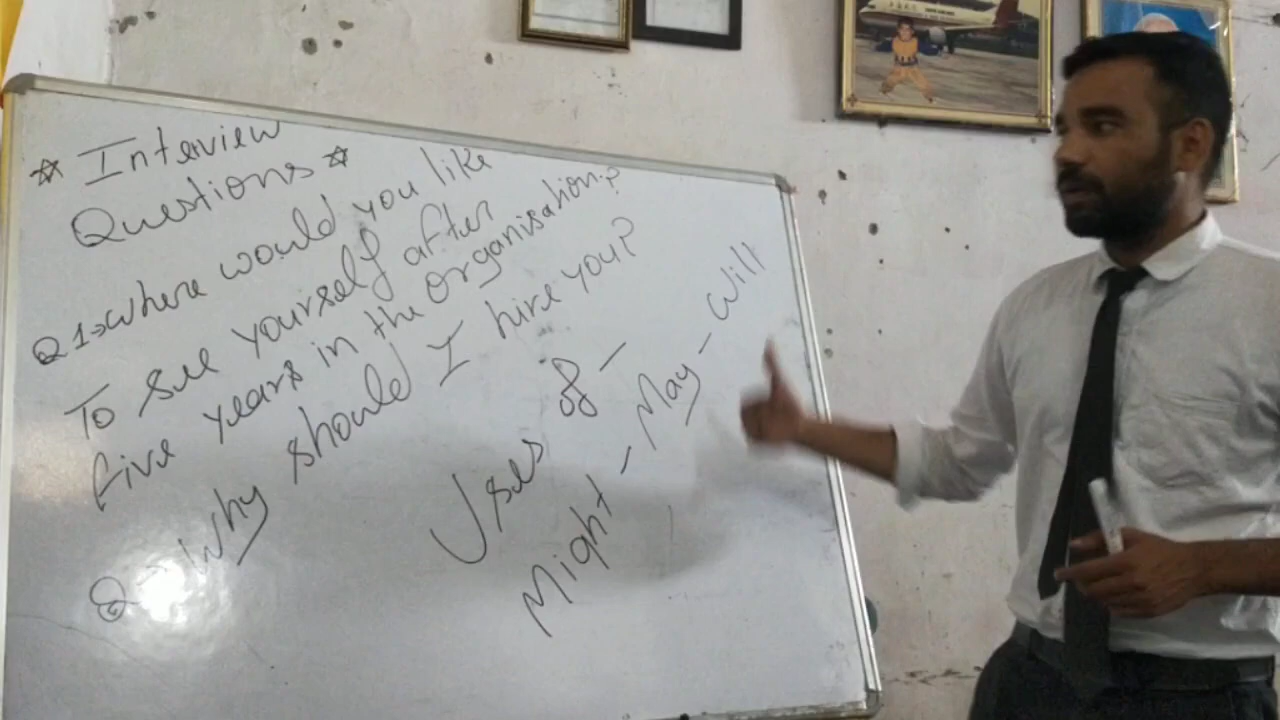 ☆ Interview
Questions ☆
Q1→ Where would you like
To see yourself after
five years in the organisation?
Q→ Why should I hire you?
Uses of -
Might - May - Will